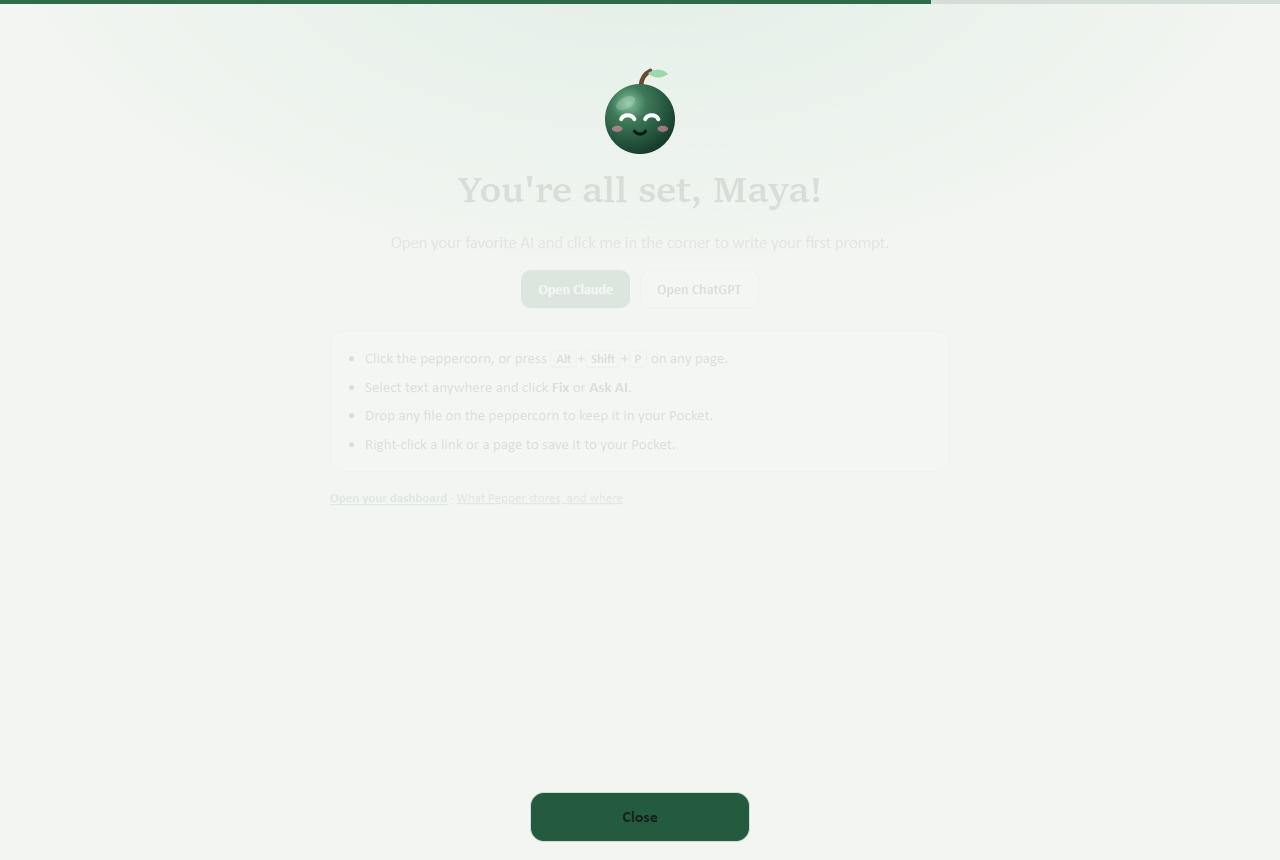 You're all set, Maya!
Open your favorite AI and click me in the corner to write your first prompt.
Open Claude
Open ChatGPT
• Click the peppercorn, or press Alt + Shift + P on any page.
• Select text anywhere and click Fix or Ask AI.
• Drop any file on the peppercorn to keep it in your Pocket.
• Right-click a link or a page to save it to your Pocket.
Open your dashboard · What Pepper stores, and where
Close